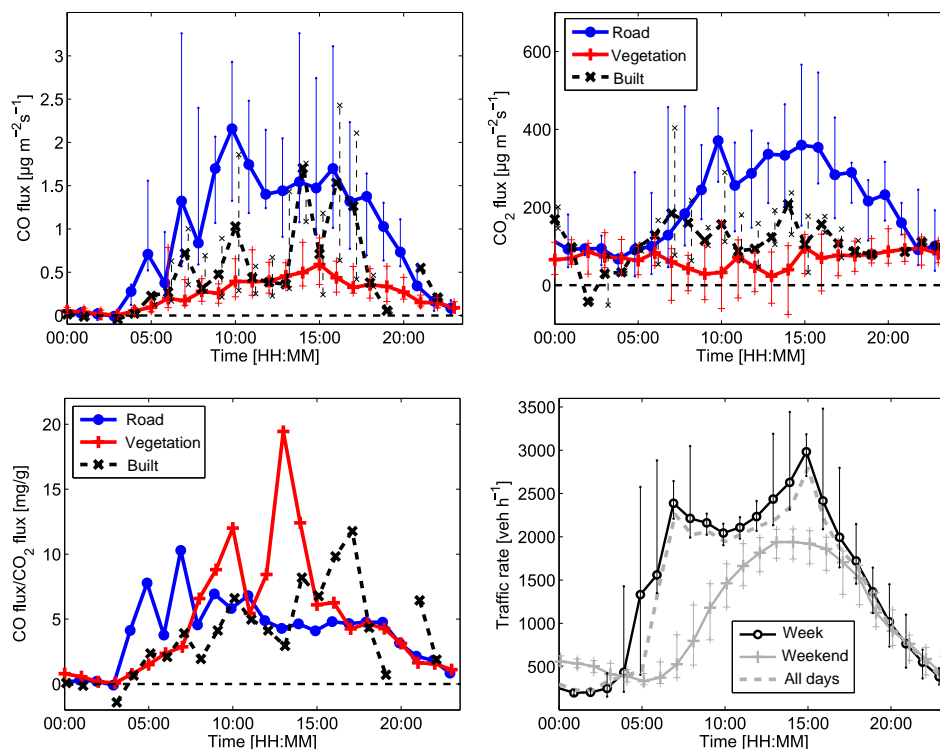 3
2.5
2
1.5
1
0.5
0
CO flux [µg m−2s−1]
00:00 05:00 10:00 15:00 20:00
Time [HH:MM]
600
400
200
0
CO2 flux [µg m−2s−1]
Road
Vegetation
Built
00:00 05:00 10:00 15:00 20:00
Time [HH:MM]
20
15
10
5
0
CO flux/CO2 flux [mg/g]
Road
Vegetation
Built
00:00 05:00 10:00 15:00 20:00
Time [HH:MM]
3500
3000
2500
2000
1500
1000
500
Traffic rate [veh h−1]
Week
Weekend
All days
00:00 05:00 10:00 15:00 20:00
Time [HH:MM]